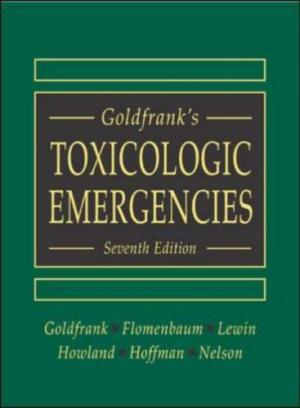 Goldfrank's
TOXICOLOGIC
EMERGENCIES
Seventh Edition
Goldfrank ■ Flomenbaum ■ Lewin
Howland ■ Hoffman ■ Nelson